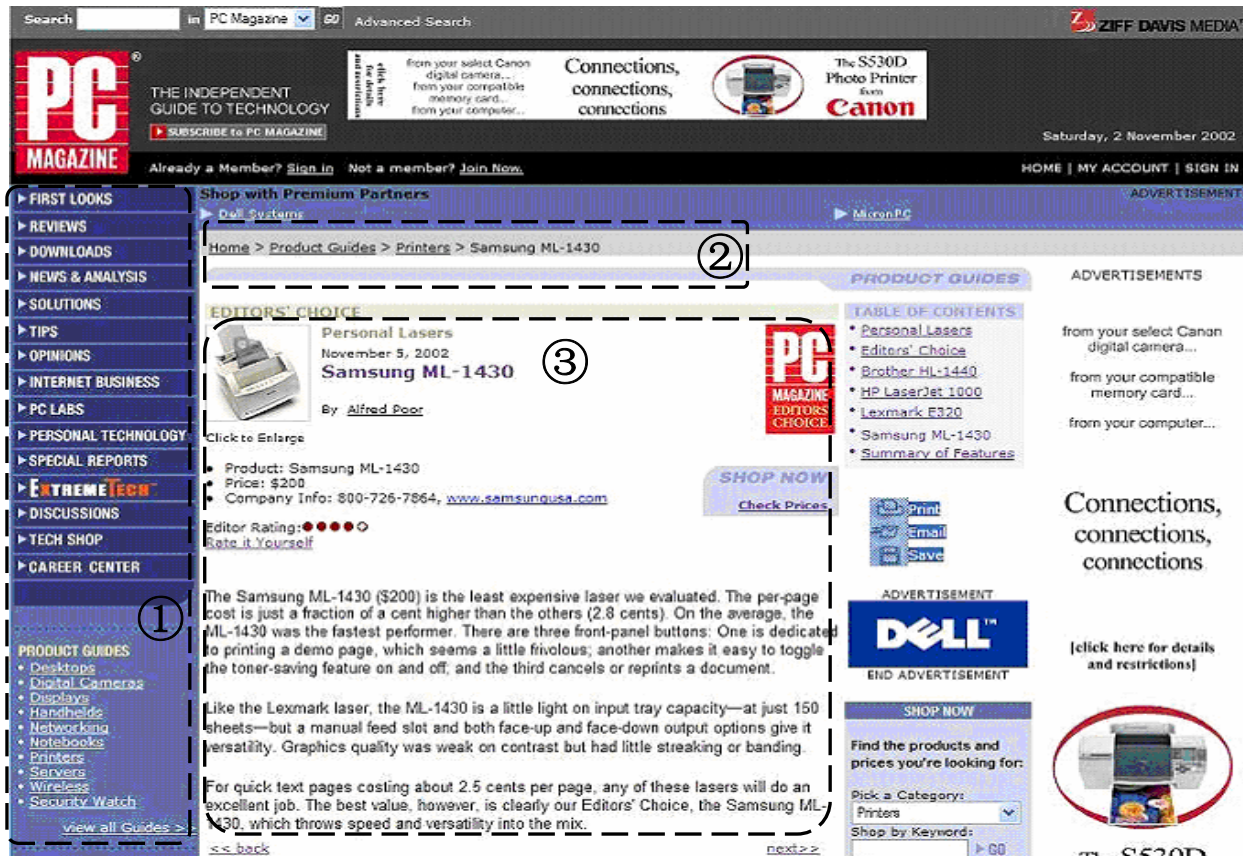 Search in PC Magazine GO Advanced Search
ZIFF DAVIS MEDIA
PC
MAGAZINE
®
THE INDEPENDENT
GUIDE TO TECHNOLOGY
SUBSCRIBE to PC MAGAZINE
click here
for details
and restrictions
from your select Canon
digital camera...
from your compatible
memory card...
from your computer...
Connections,
connections,
connections
The S530D
Photo Printer
from
Canon
Saturday, 2 November 2002
Already a Member? Sign in Not a member? Join Now.
HOME | MY ACCOUNT | SIGN IN
FIRST LOOKS
REVIEWS
DOWNLOADS
NEWS & ANALYSIS
SOLUTIONS
TIPS
OPINIONS
INTERNET BUSINESS
PC LABS
PERSONAL TECHNOLOGY
SPECIAL REPORTS
EXTREMETECH
DISCUSSIONS
TECH SHOP
CAREER CENTER
①
PRODUCT GUIDES
• Desktops
• Digital Cameras
• Displays
• Handhelds
• Networking
• Notebooks
• Printers
• Servers
• Wireless
• Security Watch
view all Guides >>
Shop with Premium Partners
ADVERTISEMENT
Dell Systems
MicronPC
Home > Product Guides > Printers > Samsung ML-1430
②
PRODUCT GUIDES
EDITORS' CHOICE
Personal Lasers
November 5, 2002
③
Samsung ML-1430
By Alfred Poor
Click to Enlarge
PC
MAGAZINE
EDITORS'
CHOICE
• Product: Samsung ML-1430
• Price: $200
• Company Info: 800-726-7864, www.samsungusa.com
SHOP NOW
Check Prices
Editor Rating:
Rate it Yourself
The Samsung ML-1430 ($200) is the least expensive laser we evaluated. The per-page
cost is just a fraction of a cent higher than the others (2.8 cents). On the average, the
ML-1430 was the fastest performer. There are three front-panel buttons: One is dedicated
to printing a demo page, which seems a little frivolous; another makes it easy to toggle
the toner-saving feature on and off; and the third cancels or reprints a document.
Like the Lexmark laser, the ML-1430 is a little light on input tray capacity—at just 150
sheets—but a manual feed slot and both face-up and face-down output options give it
versatility. Graphics quality was weak on contrast but had little streaking or banding.
For quick text pages costing about 2.5 cents per page, any of these lasers will do an
excellent job. The best value, however, is clearly our Editors' Choice, the Samsung ML-
1430, which throws speed and versatility into the mix.
<< back
next>>
TABLE OF CONTENTS
• Personal Lasers
• Editors' Choice
• Brother HL-1440
• HP LaserJet 1000
• Lexmark E320
• Samsung ML-1430
• Summary of Features
Print
Email
Save
ADVERTISEMENT
DELL™
END ADVERTISEMENT
SHOP NOW
Find the products and
prices you're looking for:
Pick a Category:
Printers
Shop by Keyword:
GO
ADVERTISEMENTS
from your select Canon
digital camera...
from your compatible
memory card...
from your computer...
Connections,
connections,
connections
[click here for details
and restrictions]
The S530D